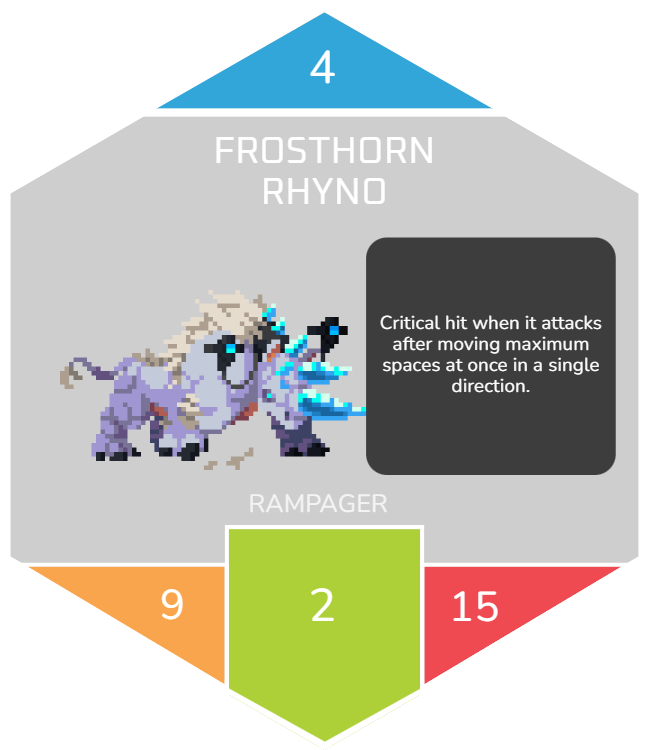 4
FROSTHORN
RHYNO
Critical hit when it attacks
after moving maximum
spaces at once in a single
direction.
RAMPAGER
9
2
15